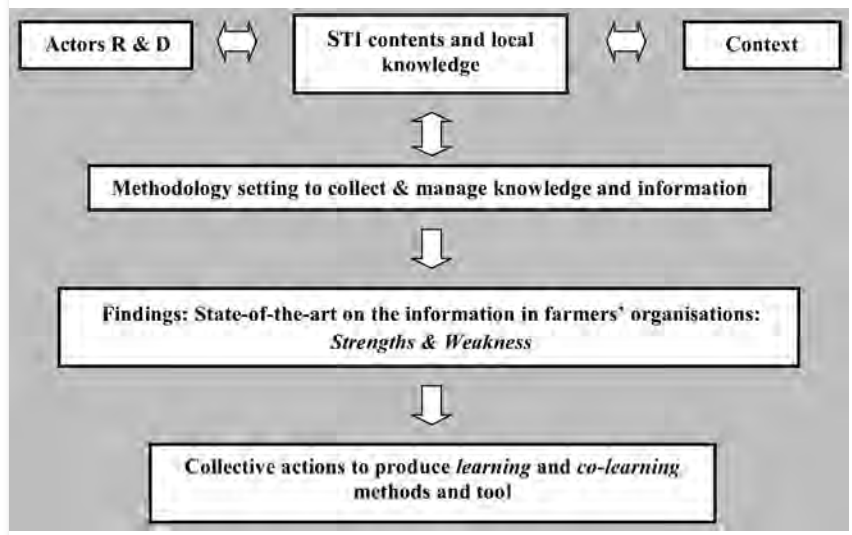 Actors R & D
STI contents and local
knowledge
Context
Methodology setting to collect & manage knowledge and information
Findings: State-of-the-art on the information in farmers' organisations:
Strengths & Weakness
Collective actions to produce learning and co-learning
methods and tool